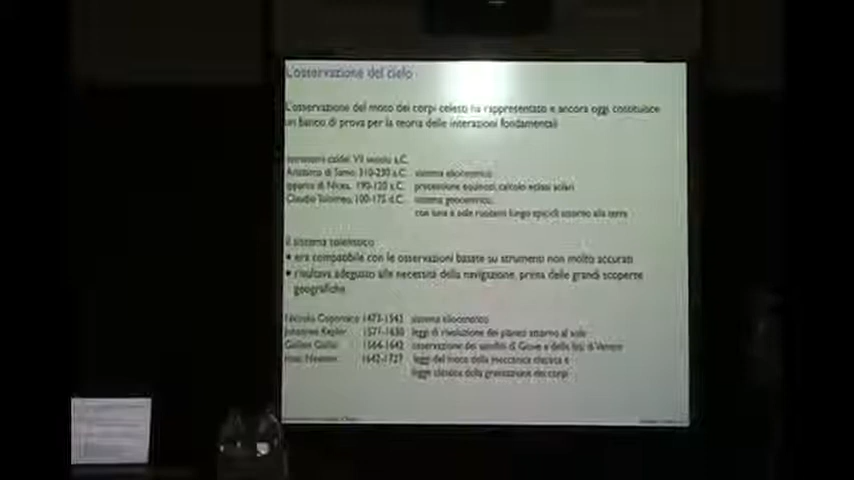 L'osservazione del cielo
L'osservazione del moto dei corpi celesti ha rappresentato e ancora oggi costituisce
un banco di prova per la teoria delle interazioni fondamentali
astronomi caldei VII secolo a.C.
Aristarco di Samo, 310-230 a.C. sistema eliocentrico
Ipparco di Nicea, 190-120 a.C. precessione equinozi, calcolo eclissi solari
Claudio Tolomeo, 100-175 d.C. sistema geocentrico,
con luna e sole ruotanti lungo epicicli attorno alla terra
Il sistema tolemaico
• era compatibile con le osservazioni basate su strumenti non molto accurati
• risultava adeguato alle necessità della navigazione, prima delle grandi scoperte
geografiche
Copernico 1473-1543 sistema eliocentrico
Johannes Kepler 1571-1630 leggi di rivoluzione dei pianeti attorno al sole
Galileo Galilei 1564-1642 osservazione dei satelliti di Giove e delle fasi di Venere
Isaac Newton 1642-1727 leggi del moto della meccanica classica e
legge classica della gravitazione dei corpi